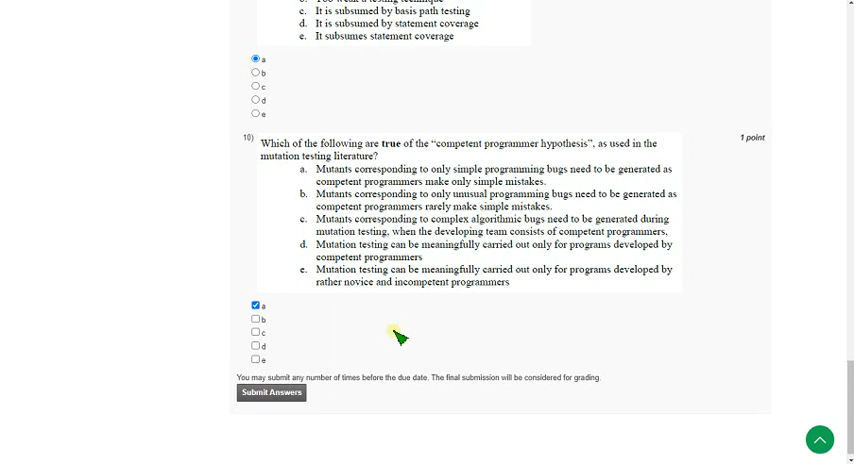 b. Too weak a testing technique
c. It is subsumed by basis path testing
d. It is subsumed by statement coverage
e. It subsumes statement coverage
a
b
c
d
e
10) Which of the following are true of the “competent programmer hypothesis”, as used in the 1 point
mutation testing literature?
a. Mutants corresponding to only simple programming bugs need to be generated as
competent programmers make only simple mistakes.
b. Mutants corresponding to only unusual programming bugs need to be generated as
competent programmers rarely make simple mistakes.
c. Mutants corresponding to complex algorithmic bugs need to be generated during
mutation testing, when the developing team consists of competent programmers,
d. Mutation testing can be meaningfully carried out only for programs developed by
competent programmers
e. Mutation testing can be meaningfully carried out only for programs developed by
rather novice and incompetent programmers
a
b
c
d
e
You may submit any number of times before the due date. The final submission will be considered for grading.
Submit Answers